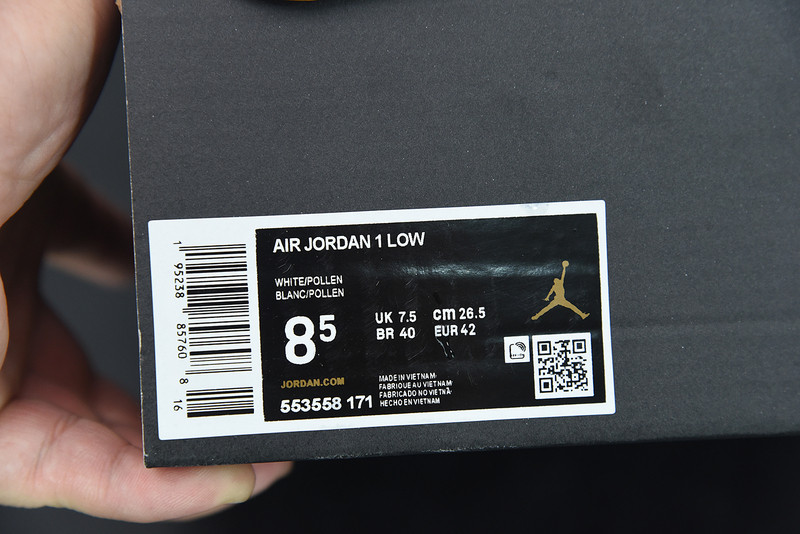 1 95238 85760 8 16
AIR JORDAN 1 LOW
WHITE/POLLEN
BLANC/POLLEN
8⁵
UK 7.5 cm 26.5
BR 40 EUR 42
JORDAN.COM
553558 171
MADE IN VIETNAM
FABRIQUE AU VIETNAM
FABRICADO NO VIETNÃ
HECHO EN VIETNAM